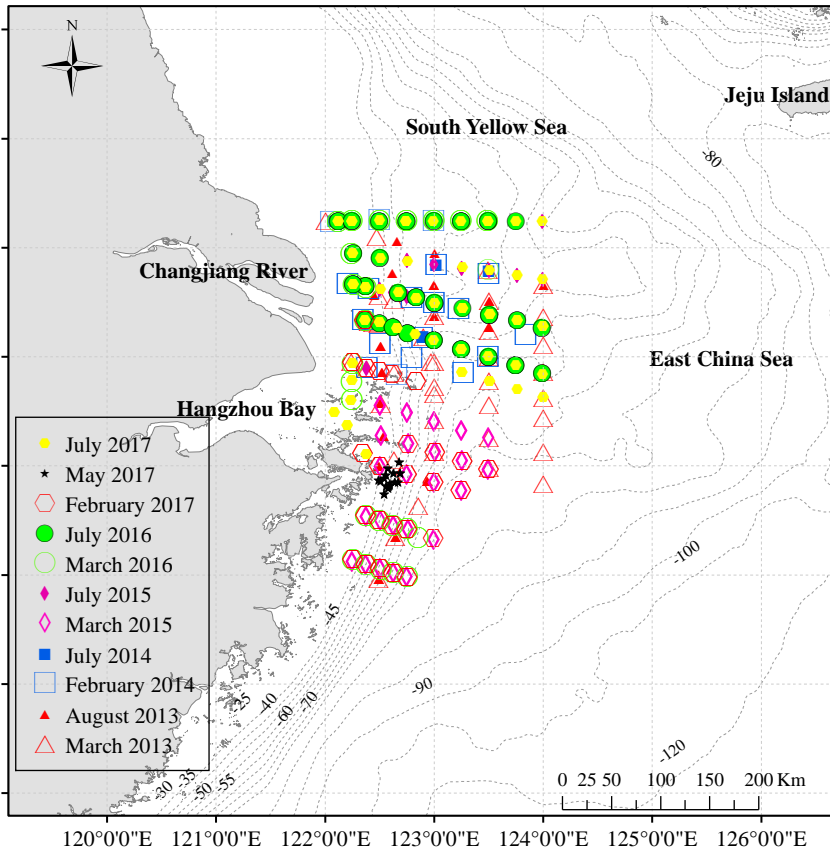 N
Jeju Island
South Yellow Sea
-80
Changjiang River
East China Sea
Hangzhou Bay
July 2017
May 2017
February 2017
July 2016
March 2016
July 2015
March 2015
July 2014
February 2014
August 2013
March 2013
-100
-45
-90
-25
-40
-60
-70
-120
-30
-35
-50
-55
0 25 50 100 150 200 Km
120°0'0"E 121°0'0"E 122°0'0"E 123°0'0"E 124°0'0"E 125°0'0"E 126°0'0"E